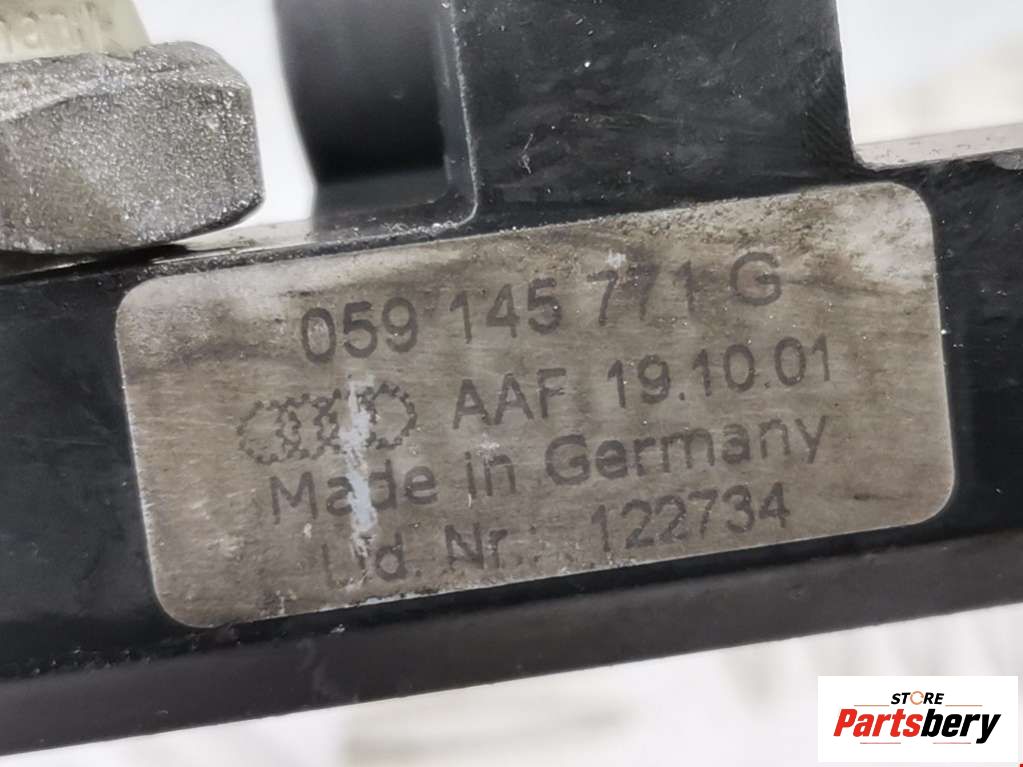 059 145 771 G
AAF 19.10.01
Made in Germany
Lfd. Nr.: 122734
STORE
Partsbery